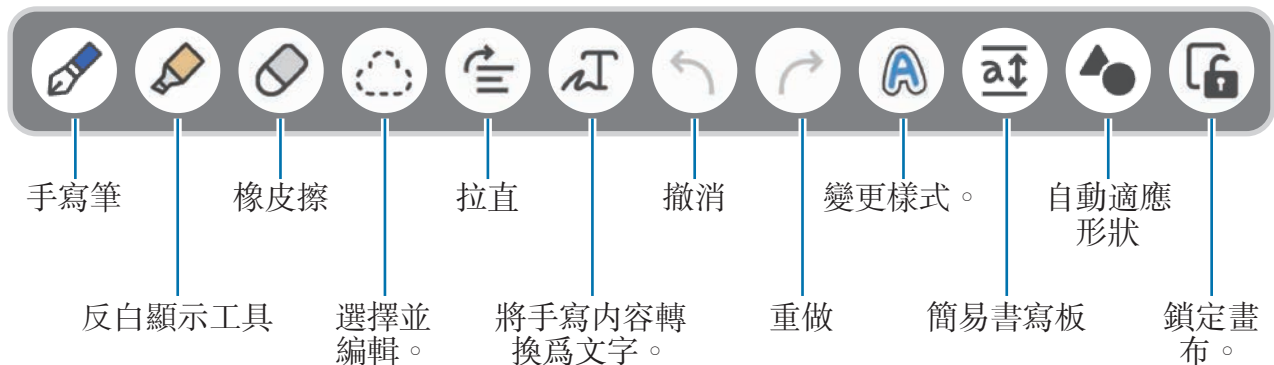 手寫筆
橡皮擦
拉直
撤消
變更樣式。
自動適應
形狀
反白顯示工具
選擇並
編輯。
將手寫內容轉
換爲文字。
重做
簡易書寫板
鎖定畫
布。